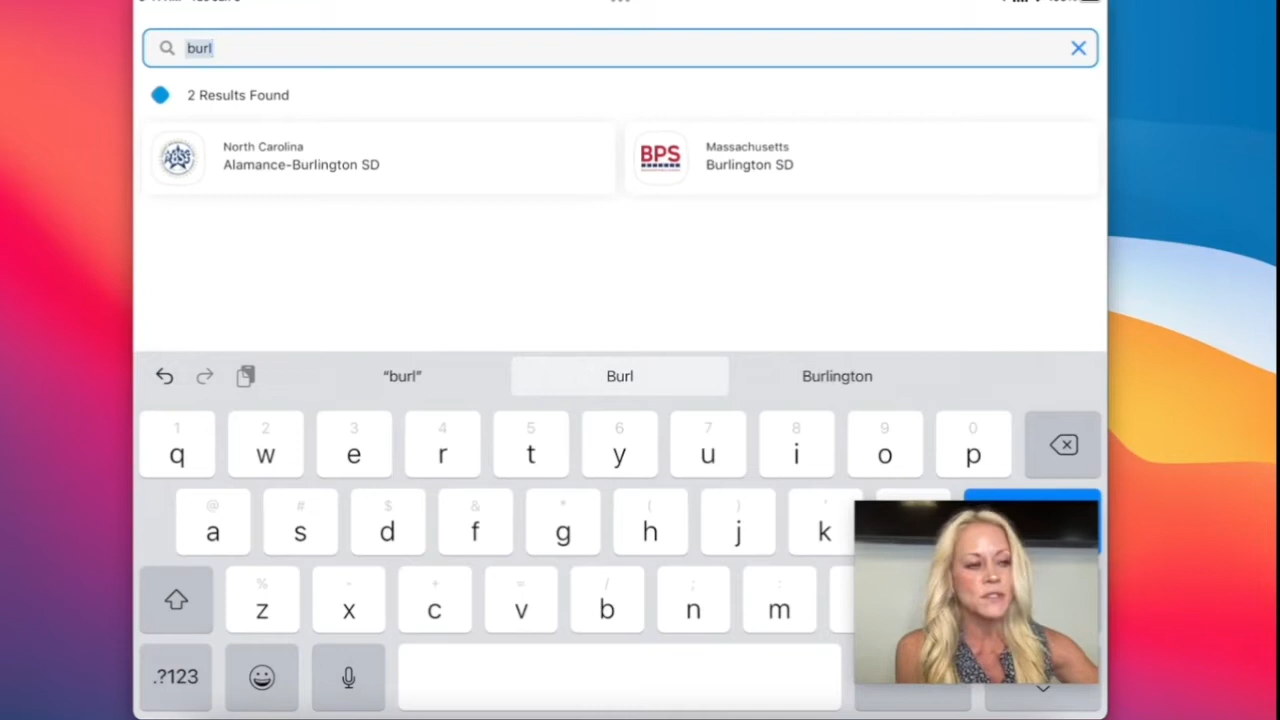 burl
2 Results Found
North Carolina
Alamance-Burlington SD
BPS
Massachusetts
Burlington SD
“burl”
Burl
Burlington
1 2 3 4 5 6 7 8 9 0
q w e r t y u i o p
@ # $ & * ( ) '
a s d f g h j k
% - + = / ; :
z x c v b n m
.?123